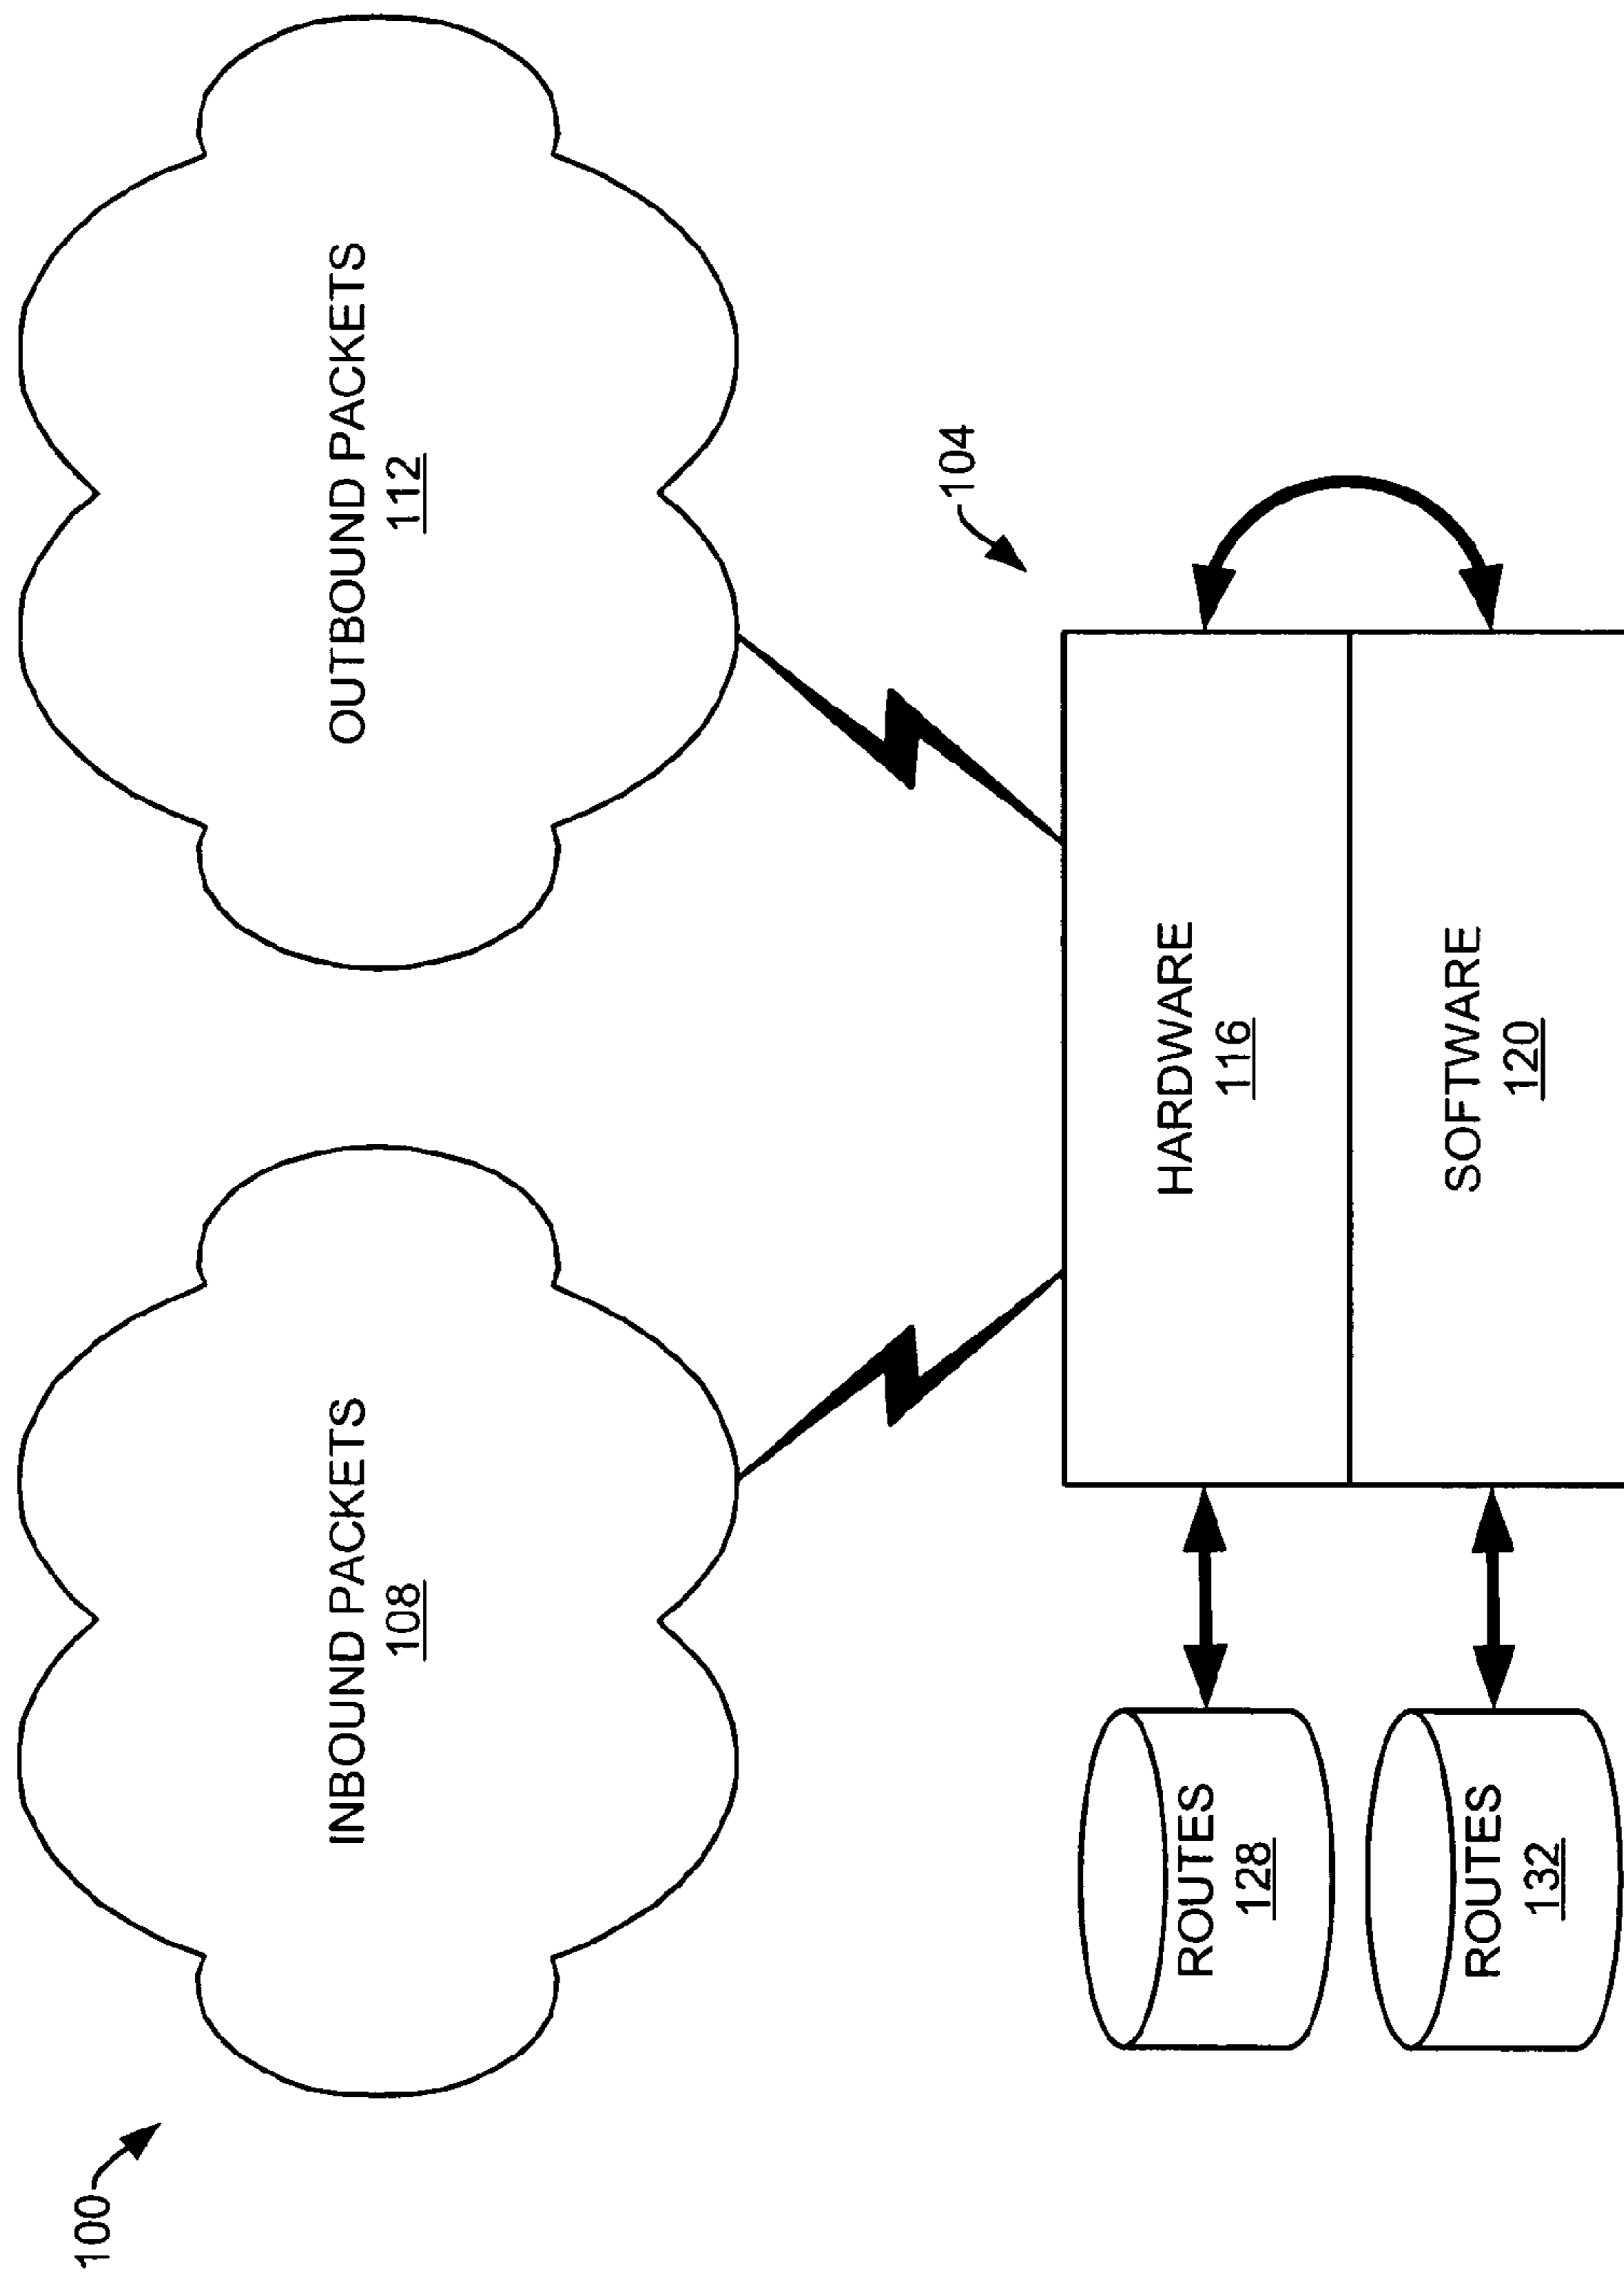 100
INBOUND PACKETS
108
OUTBOUND PACKETS
112
104
ROUTES
128
HARDWARE
116
ROUTES
132
SOFTWARE
120